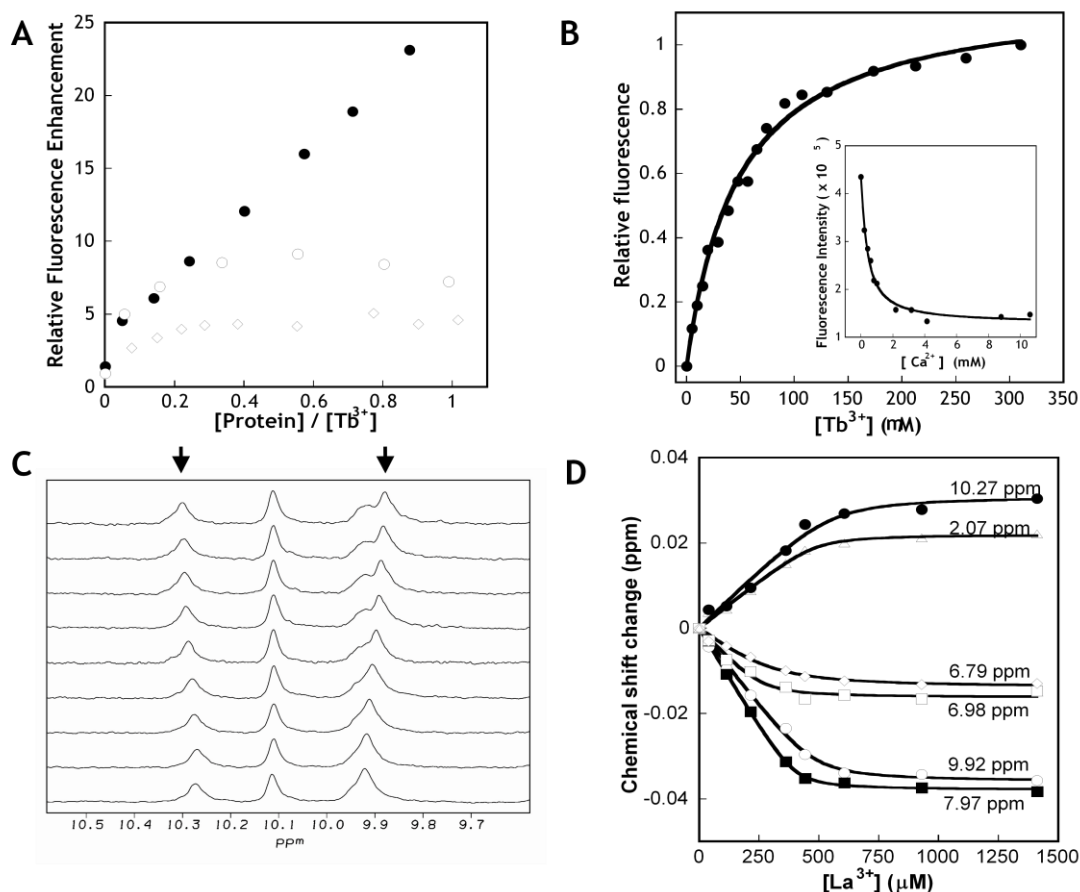 A
Relative Fluorescence Enhancement
25
20
15
10
5
0
0 0.2 0.4 0.6 0.8 1
[Protein] / [Tb3+]
B
Relative fluorescence
1
0.8
0.6
0.4
0.2
0
0 50 100 150 200 250 300 350
[Tb3+] (mM)
Fluorescence Intensity ( x 10 5 )
5
4
3
2
1
0 2 4 6 8 10
[ Ca2+ ] (mM)
C
10.5 10.4 10.3 10.2 10.1 10.0 9.9 9.8 9.7
ppm
D
Chemical shift change (ppm)
0.04
0.02
0
-0.02
-0.04
10.27 ppm
2.07 ppm
6.79 ppm
6.98 ppm
9.92 ppm
7.97 ppm
0 250 500 750 1000 1250 1500
[La3+] (μM)